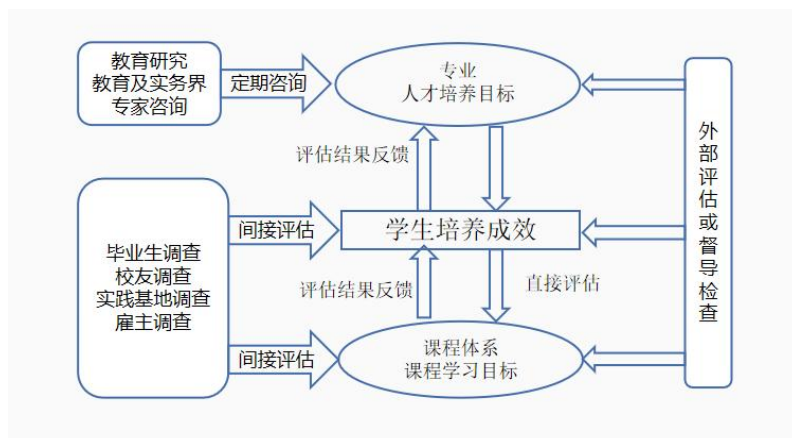 教育研究
教育及实务界
专家咨询
定期咨询
专业
人才培养目标
评估结果反馈
毕业生调查
校友调查
实践基地调查
雇主调查
间接评估
学生培养成效
评估结果反馈
直接评估
间接评估
课程体系
课程学习目标
外部评估或督导检查